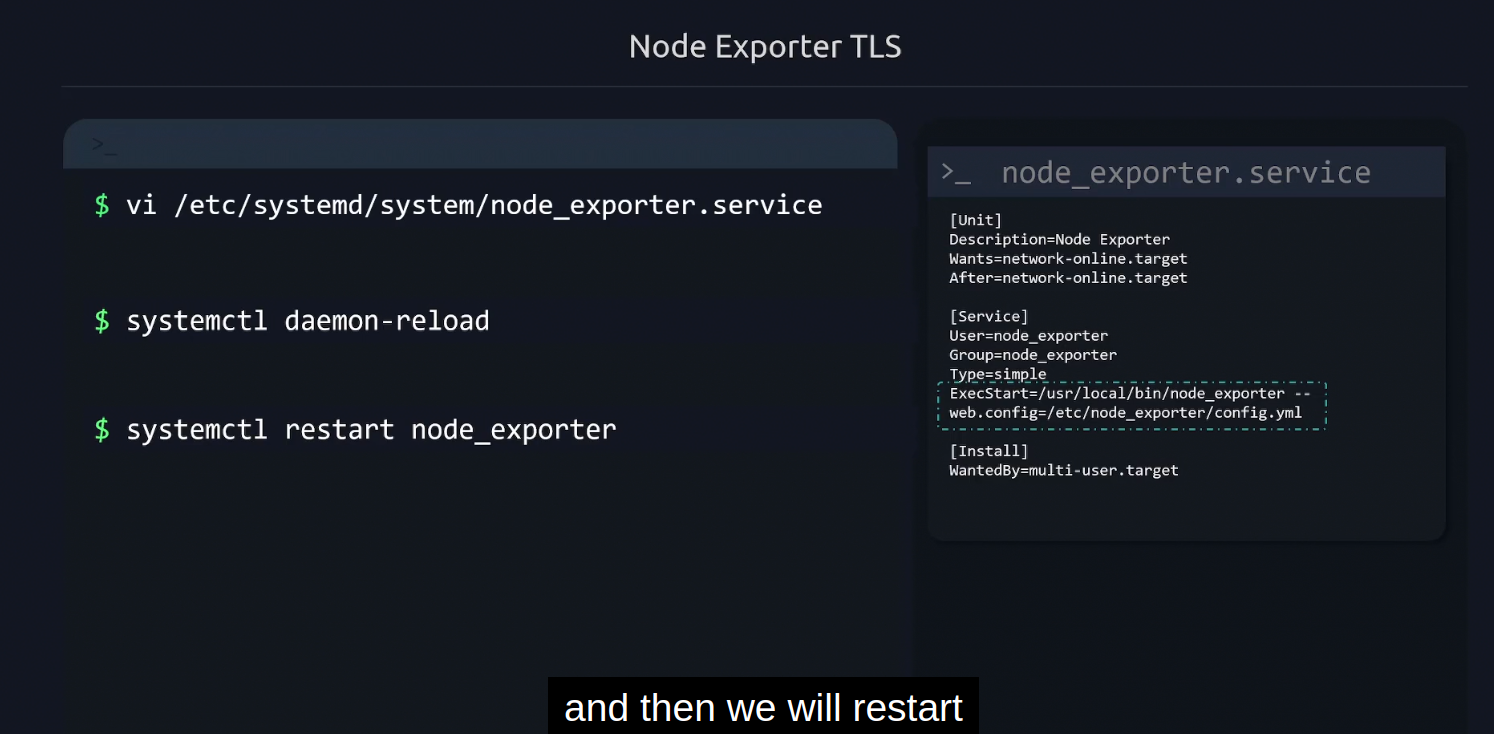 Node Exporter TLS
>_
$ vi /etc/systemd/system/node_exporter.service
$ systemctl daemon-reload
$ systemctl restart node_exporter
>_ node_exporter.service
[Unit]
Description=Node Exporter
Wants=network-online.target
After=network-online.target
[Service]
User=node_exporter
Group=node_exporter
Type=simple
ExecStart=/usr/local/bin/node_exporter --
web.config=/etc/node_exporter/config.yml
[Install]
WantedBy=multi-user.target
and then we will restart